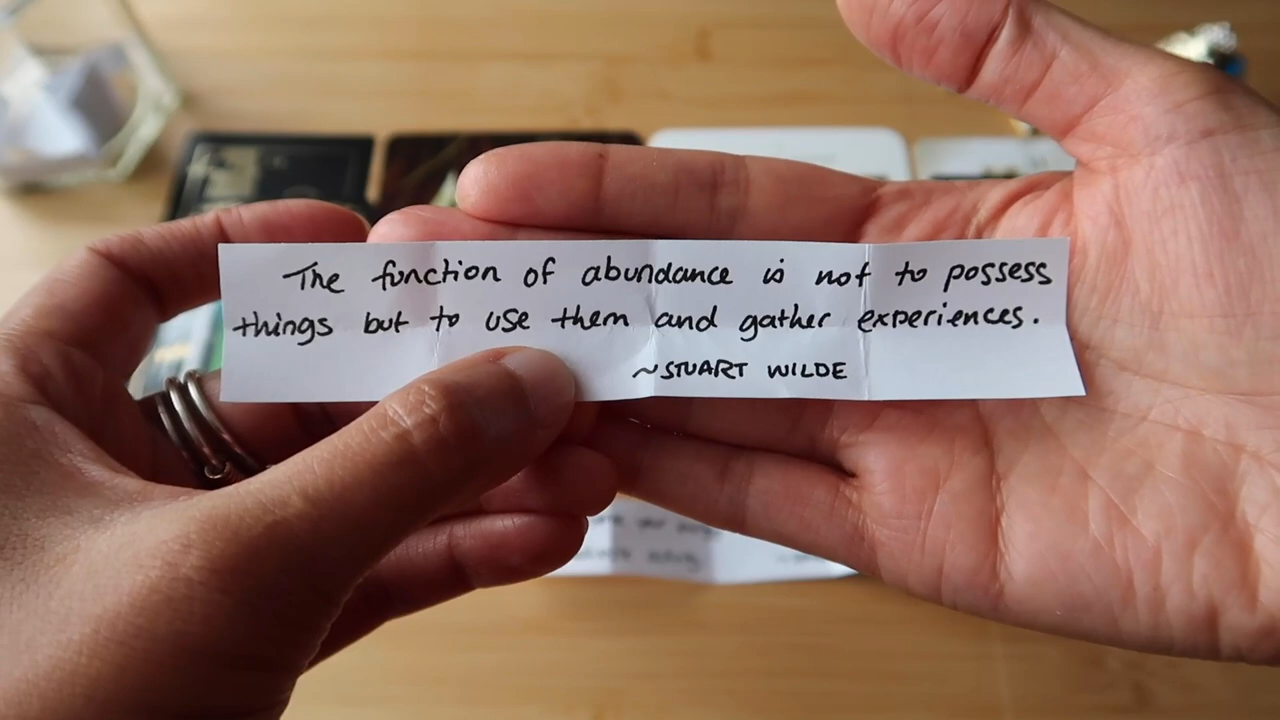 The function of abundance is not to possess
things but to use them and gather experiences.
~STUART WILDE